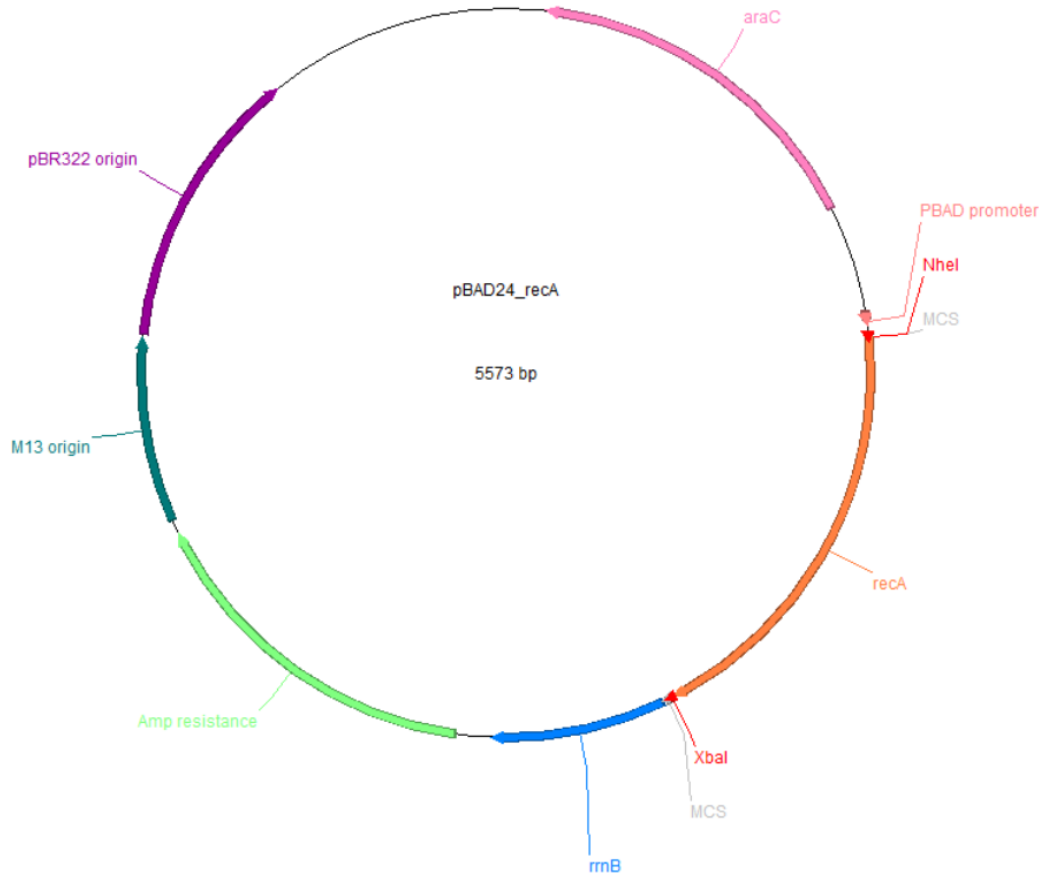 araC
pBR322 origin
PBAD promoter
NheI
pBAD24_recA
MCS
5573 bp
M13 origin
recA
Amp resistance
XbaI
MCS
rrnB